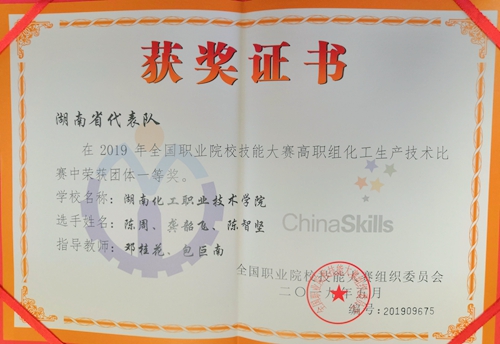 获奖证书
湖南省代表队
在2019年全国职业院校技能大赛高职组化工生产技术比
赛中荣获团体一等奖。
学校名称：湖南化工职业技术学院
选手姓名：陈周、龚韶飞、陈智坚
指导教师：邓桂花、包巨南
ChinaSkills
全国职业院校技能大赛组织委员会
二〇一九年五月
编号：201909675